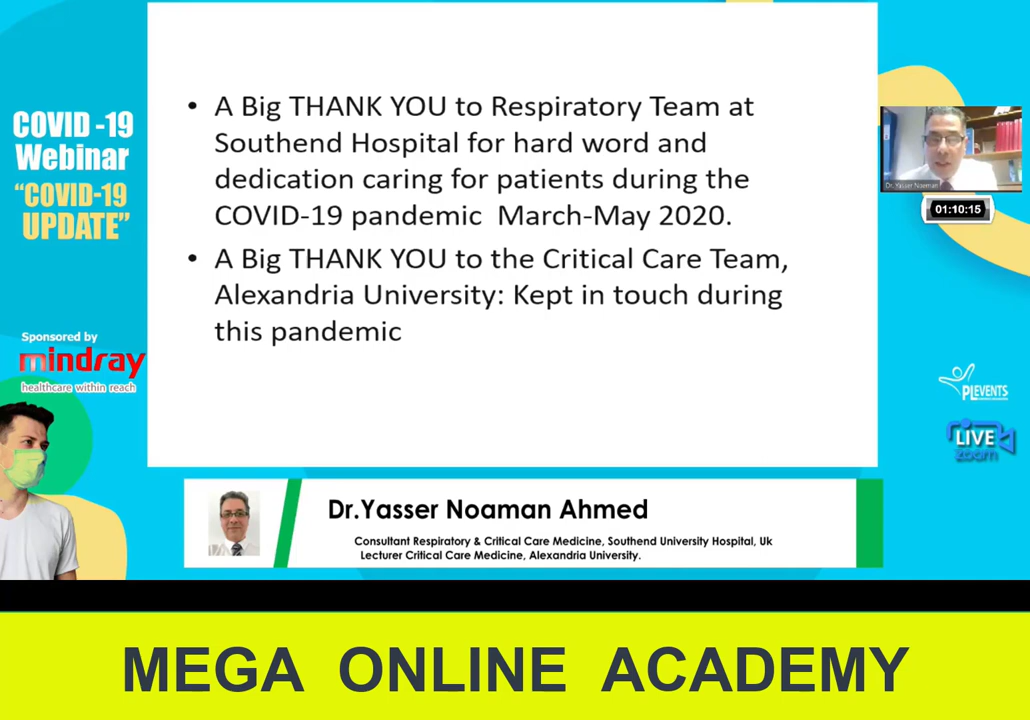 COVID -19
Webinar
"COVID-19
UPDATE"
Sponsored by
mindray
healthcare within reach
• A Big THANK YOU to Respiratory Team at
Southend Hospital for hard word and
dedication caring for patients during the
COVID-19 pandemic March-May 2020.
• A Big THANK YOU to the Critical Care Team,
Alexandria University: Kept in touch during
this pandemic
Dr. Yasser Noaman
01:10:15
PLEVENTS
LIVE
zoom
Dr.Yasser Noaman Ahmed
Consultant Respiratory & Critical Care Medicine, Southend University Hospital, Uk
Lecturer Critical Care Medicine, Alexandria University.
MEGA ONLINE ACADEMY